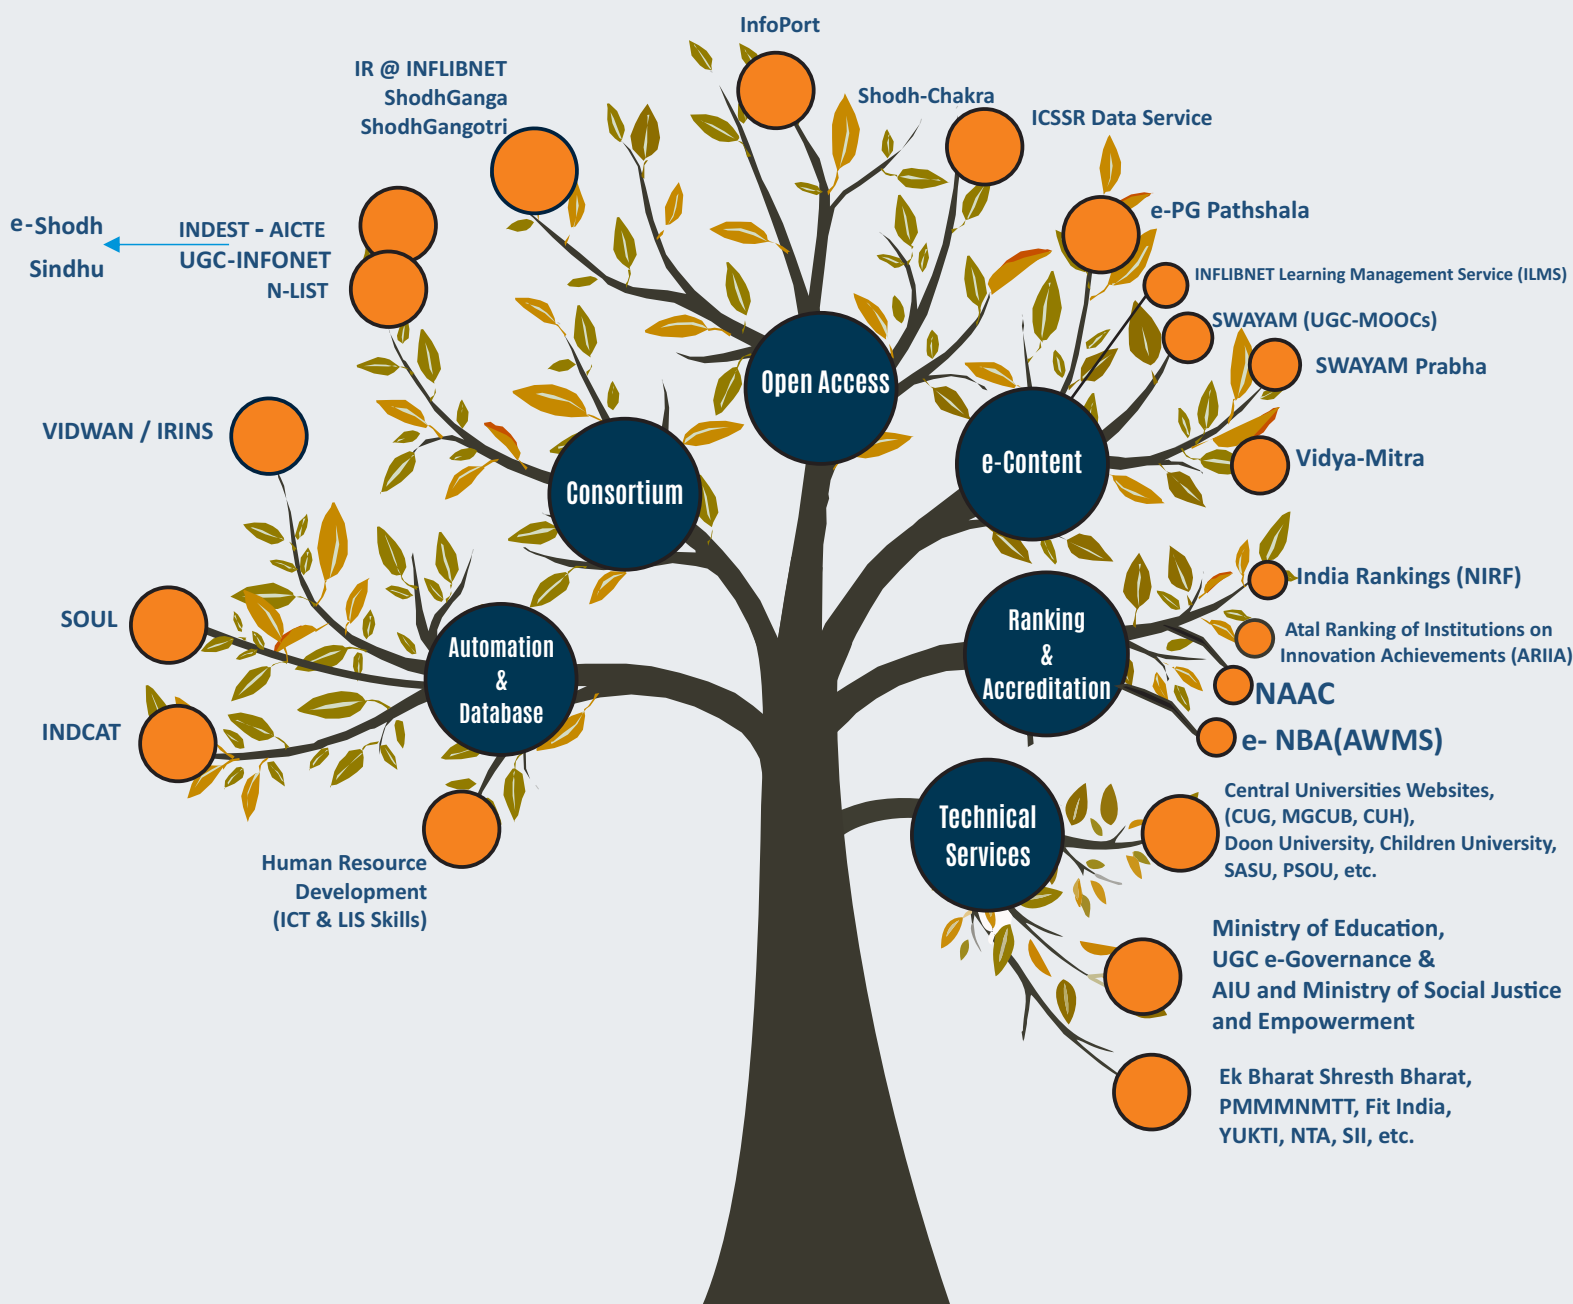 InfoPort
IR @ INFLIBNET
ShodhGanga
ShodhGangotri
Shodh-Chakra
ICSSR Data Service
e-Shodh
Sindhu
INDEST - AICTE
UGC-INFONET
N-LIST
e-PG Pathshala
INFLIBNET Learning Management Service (ILMS)
SWAYAM (UGC-MOOCs)
SWAYAM Prabha
Vidya-Mitra
Open Access
e-Content
Consortium
VIDWAN / IRINS
SOUL
INDCAT
Automation
&
Database
Human Resource
Development
(ICT & LIS Skills)
Ranking
&
Accreditation
India Rankings (NIRF)
Atal Ranking of Institutions on
Innovation Achievements (ARIIA)
NAAC
e- NBA(AWMS)
Technical
Services
Central Universities Websites,
(CUG, MGCUB, CUH),
Doon University, Children University,
SASU, PSOU, etc.
Ministry of Education,
UGC e-Governance &
AIU and Ministry of Social Justice
and Empowerment
Ek Bharat Shresth Bharat,
PMMMNMTT, Fit India,
YUKTI, NTA, SII, etc.